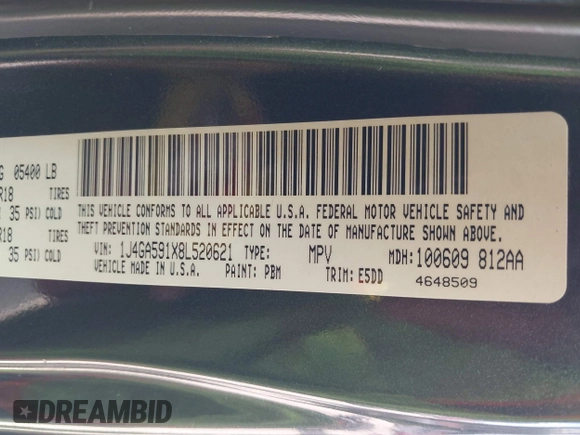 G 05400 LB
R18 TIRES
35 PSI) COLD
R18 TIRES
35 PSI) COLD
THIS VEHICLE CONFORMS TO ALL APPLICABLE U.S.A. FEDERAL MOTOR VEHICLE SAFETY AND
THEFT PREVENTION STANDARDS IN EFFECT ON THE DATE OF MANUFACTURE SHOWN ABOVE.
VIN: 1J4GA591X8L520621 TYPE: MPV MDH: 100609 812AA
VEHICLE MADE IN U.S.A. PAINT: PBM TRIM: E5DD 4648509
DREAMBID